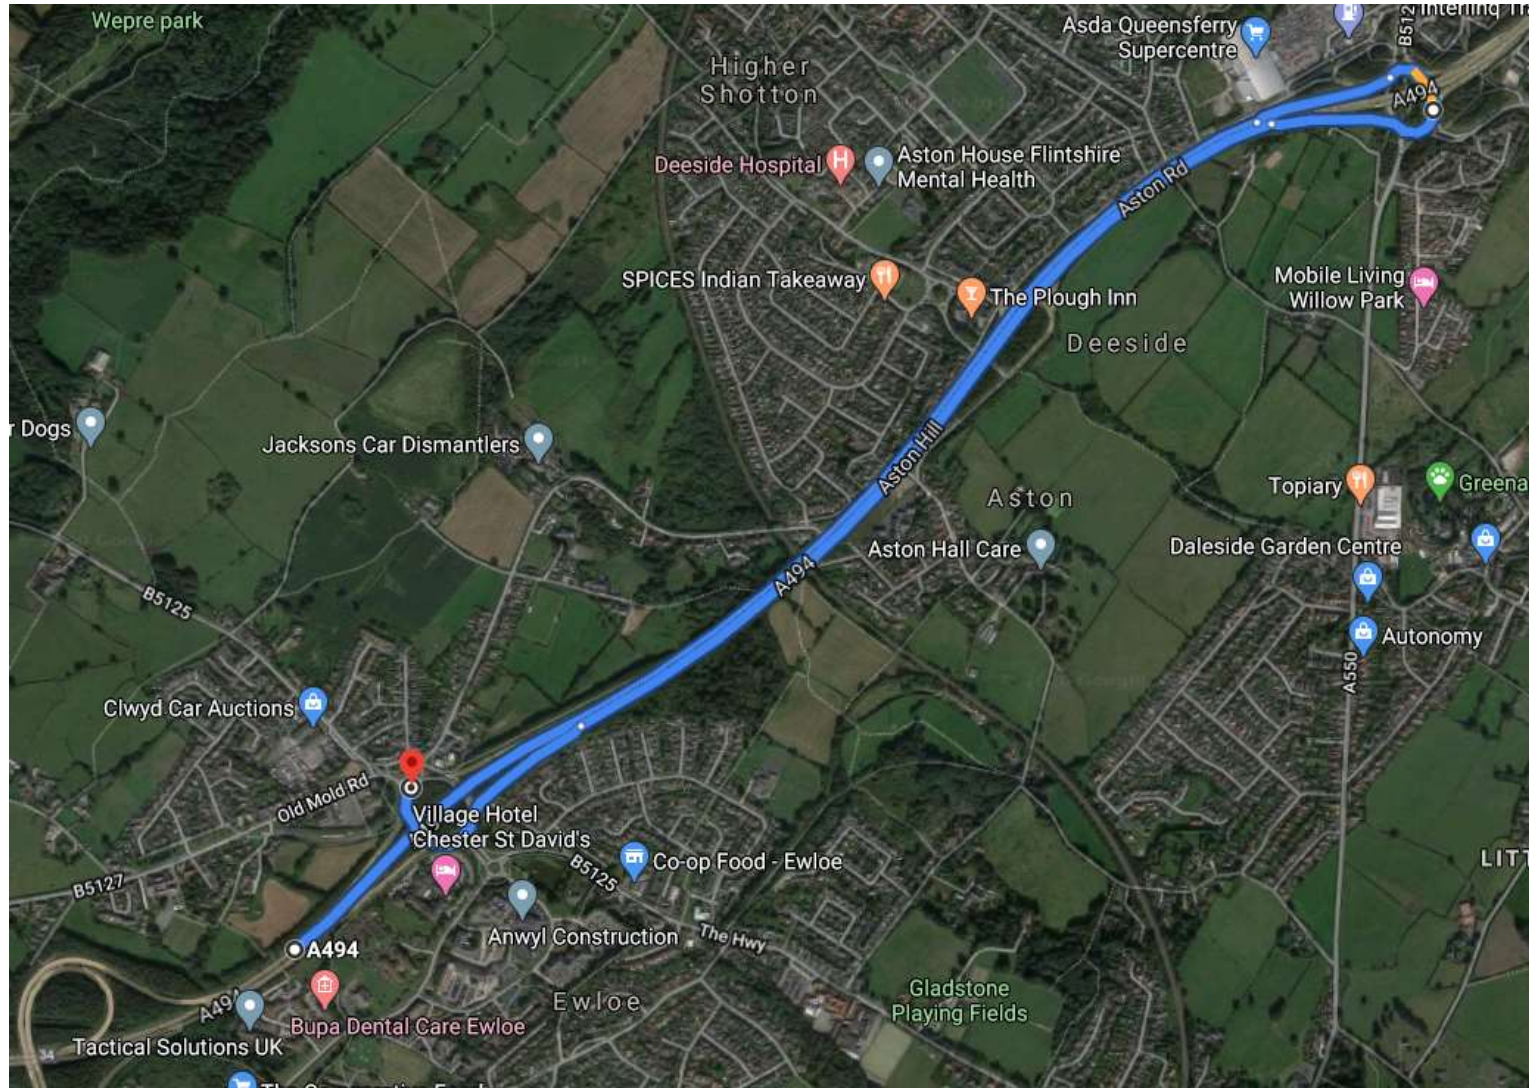 Wepre park
Asda Queensferry
Supercentre
B512
Higher
Shotton
A494
Deeside Hospital
H
Aston House Flintshire
Mental Health
Aston Rd
SPICES Indian Takeaway
The Plough Inn
Mobile Living
Willow Park
Deeside
r Dogs
Jacksons Car Dismantlers
Aston Hill
Aston
Topiary
Greena
Aston Hall Care
Daleside Garden Centre
A494
B5125
Autonomy
A550
Clwyd Car Auctions
Old Mold Rd
Village Hotel
Chester St David's
B5125
Co-op Food - Ewloe
LITT
B5127
Anwyl Construction
The Hwy
A494
A494
Ewloe
Gladstone
Playing Fields
Bupa Dental Care Ewloe
Tactical Solutions UK
34